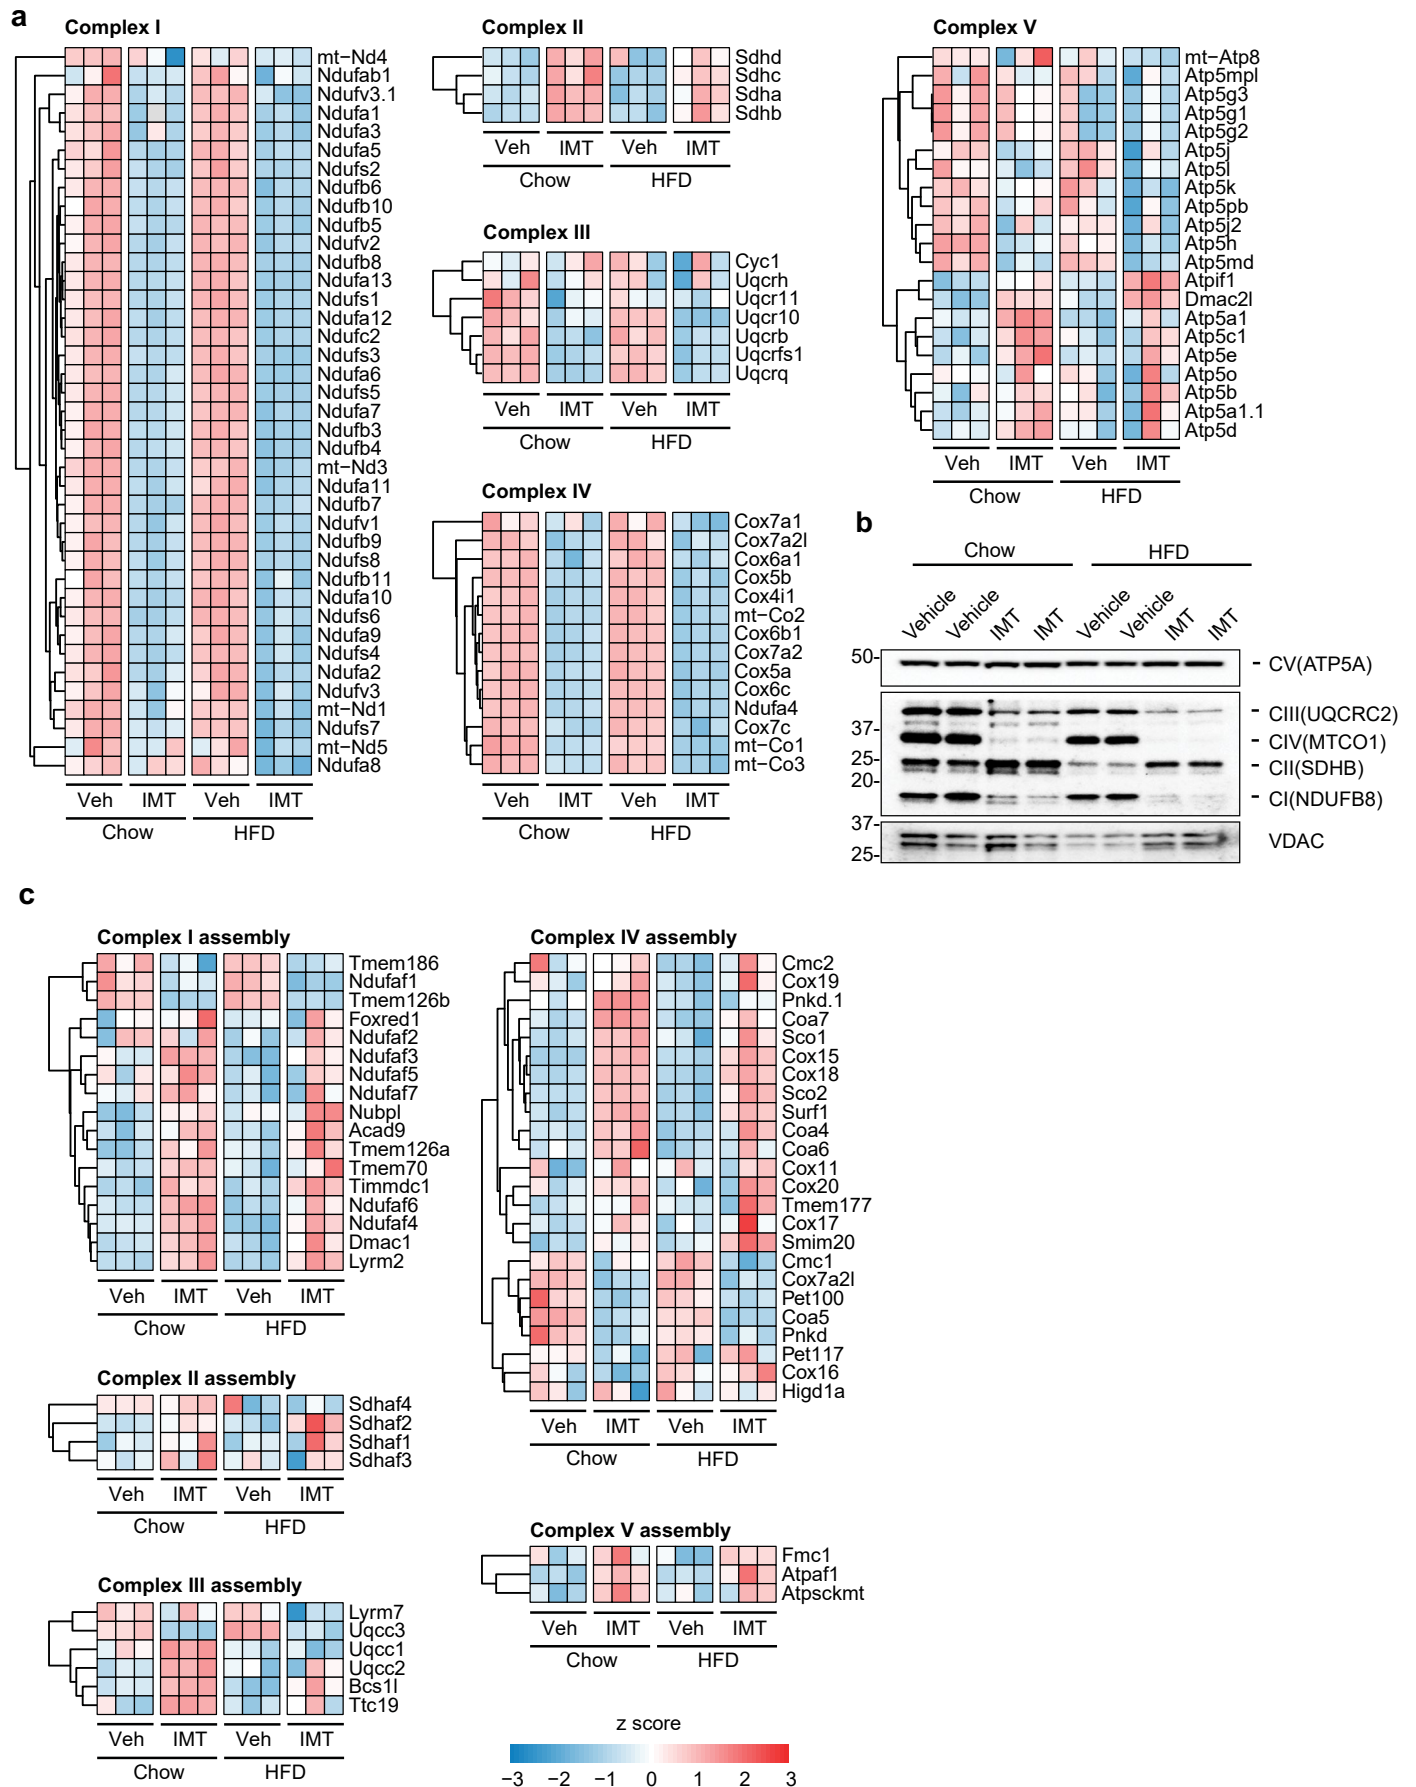 a
Complex I
mt−Nd4
Ndufab1
Ndufv3.1
Ndufa1
Ndufa3
Ndufa5
Ndufs2
Ndufb6
Ndufb10
Ndufb5
Ndufv2
Ndufb8
Ndufa13
Ndufs1
Ndufa12
Ndufc2
Ndufs3
Ndufa6
Ndufs5
Ndufa7
Ndufb3
Ndufb4
mt−Nd3
Ndufa11
Ndufb7
Ndufv1
Ndufb9
Ndufs8
Ndufb11
Ndufa10
Ndufs6
Ndufa9
Ndufs4
Ndufa2
Ndufv3
mt−Nd1
Ndufs7
mt−Nd5
Ndufa8
Veh IMT Veh IMT
Chow HFD
Complex II
Sdhd
Sdhc
Sdha
Sdhb
Veh IMT Veh IMT
Chow HFD
Complex III
Cyc1
Uqcrh
Uqcr11
Uqcr10
Uqcrb
Uqcrfs1
Uqcrq
Veh IMT Veh IMT
Chow HFD
Complex IV
Cox7a1
Cox7a2l
Cox6a1
Cox5b
Cox4i1
mt−Co2
Cox6b1
Cox7a2
Cox5a
Cox6c
Ndufa4
Cox7c
mt−Co1
mt−Co3
Veh IMT Veh IMT
Chow HFD
Complex V
mt−Atp8
Atp5mpl
Atp5g3
Atp5g1
Atp5g2
Atp5j
Atp5l
Atp5k
Atp5pb
Atp5j2
Atp5h
Atp5md
Atpif1
Dmac2l
Atp5a1
Atp5c1
Atp5e
Atp5o
Atp5b
Atp5a1.1
Atp5d
Veh IMT Veh IMT
Chow HFD
b
Chow HFD
Vehicle Vehicle IMT IMT Vehicle Vehicle IMT IMT
50- - CV(ATP5A)
- CIII(UQCRC2)
37- - CIV(MTCO1)
25- - CII(SDHB)
20- - CI(NDUFB8)
37-
VDAC
25-
c
Complex I assembly
Tmem186
Ndufaf1
Tmem126b
Foxred1
Ndufaf2
Ndufaf3
Ndufaf5
Ndufaf7
Nubpl
Acad9
Tmem126a
Tmem70
Timmdc1
Ndufaf6
Ndufaf4
Dmac1
Lyrm2
Veh IMT Veh IMT
Chow HFD
Complex II assembly
Sdhaf4
Sdhaf2
Sdhaf1
Sdhaf3
Veh IMT Veh IMT
Chow HFD
Complex III assembly
Lyrm7
Uqcc3
Uqcc1
Uqcc2
Bcs1l
Ttc19
Veh IMT Veh IMT
Chow HFD
Complex IV assembly
Cmc2
Cox19
Pnkd.1
Coa7
Sco1
Cox15
Cox18
Sco2
Surf1
Coa4
Coa6
Cox11
Cox20
Tmem177
Cox17
Smim20
Cmc1
Cox7a2l
Pet100
Coa5
Pnkd
Pet117
Cox16
Higd1a
Veh IMT Veh IMT
Chow HFD
Complex V assembly
Fmc1
Atpaf1
Atpsckmt
Veh IMT Veh IMT
Chow HFD
z score
−3 −2 −1 0 1 2 3